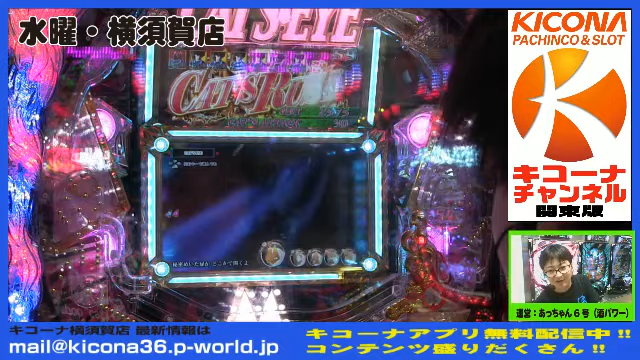 水曜・横須賀店
CAT'S・EYE
KICONA
PACHINCO & SLOT
K
キコーナ
チャンネル
関東版
運営：あっちゃん6号（酒パワー）
キコーナ横須賀店 最新情報は
mail@kicona36.p-world.jp
キコーナアプリ無料配信中!!
コンテンツ盛りだくさん!!